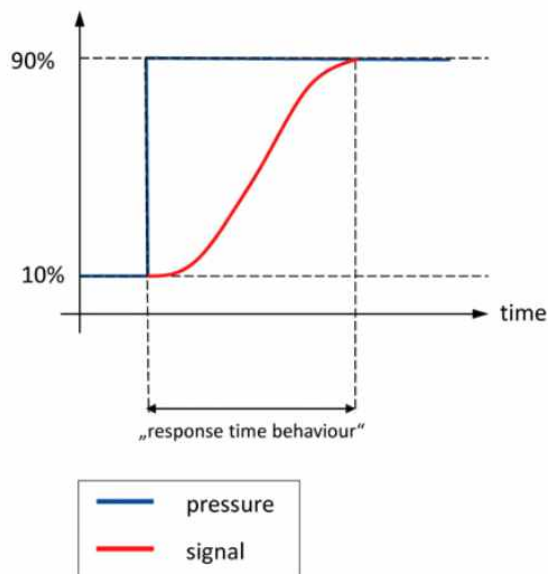 90%
10%
time
„response time behaviour“
pressure
signal